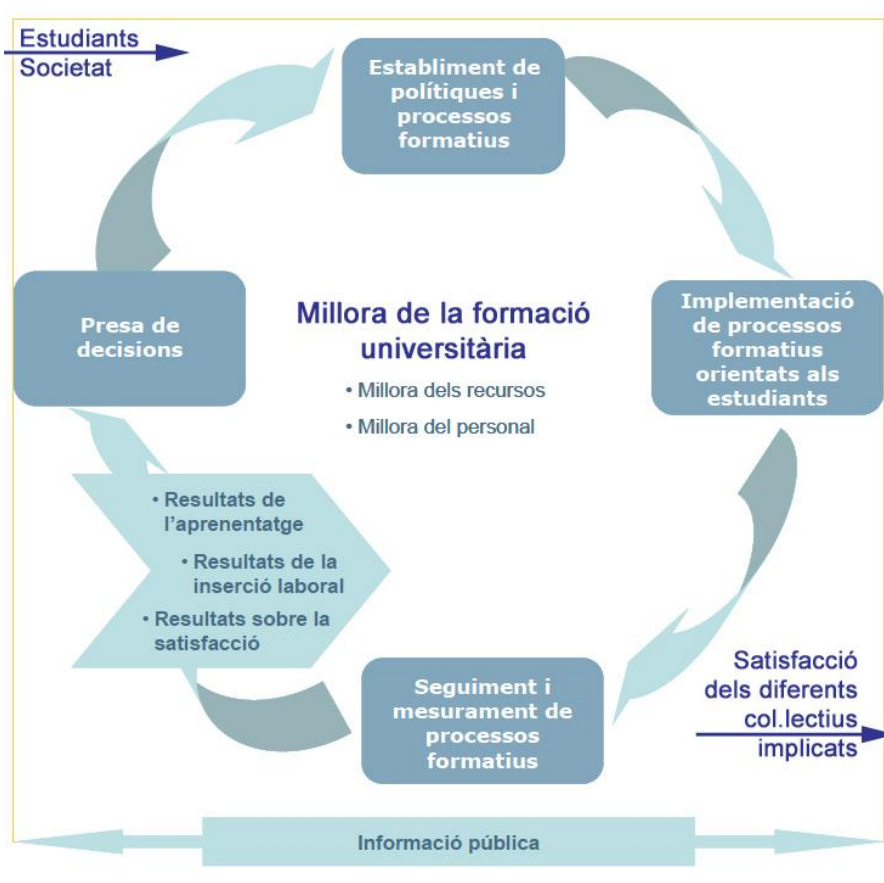 Estudiants
Societat
Establiment de
polítiques i
processos
formatius
Presa de
decisions
Millora de la formació
universitària
• Millora dels recursos
• Millora del personal
Implementació
de processos
formatius
orientats als
estudiants
• Resultats de
l'aprenentatge
• Resultats de la
inserció laboral
• Resultats sobre la
satisfacció
Seguiment i
mesurament de
processos
formatius
Satisfacció
dels diferents
col.lectius
implicats
Informació pública